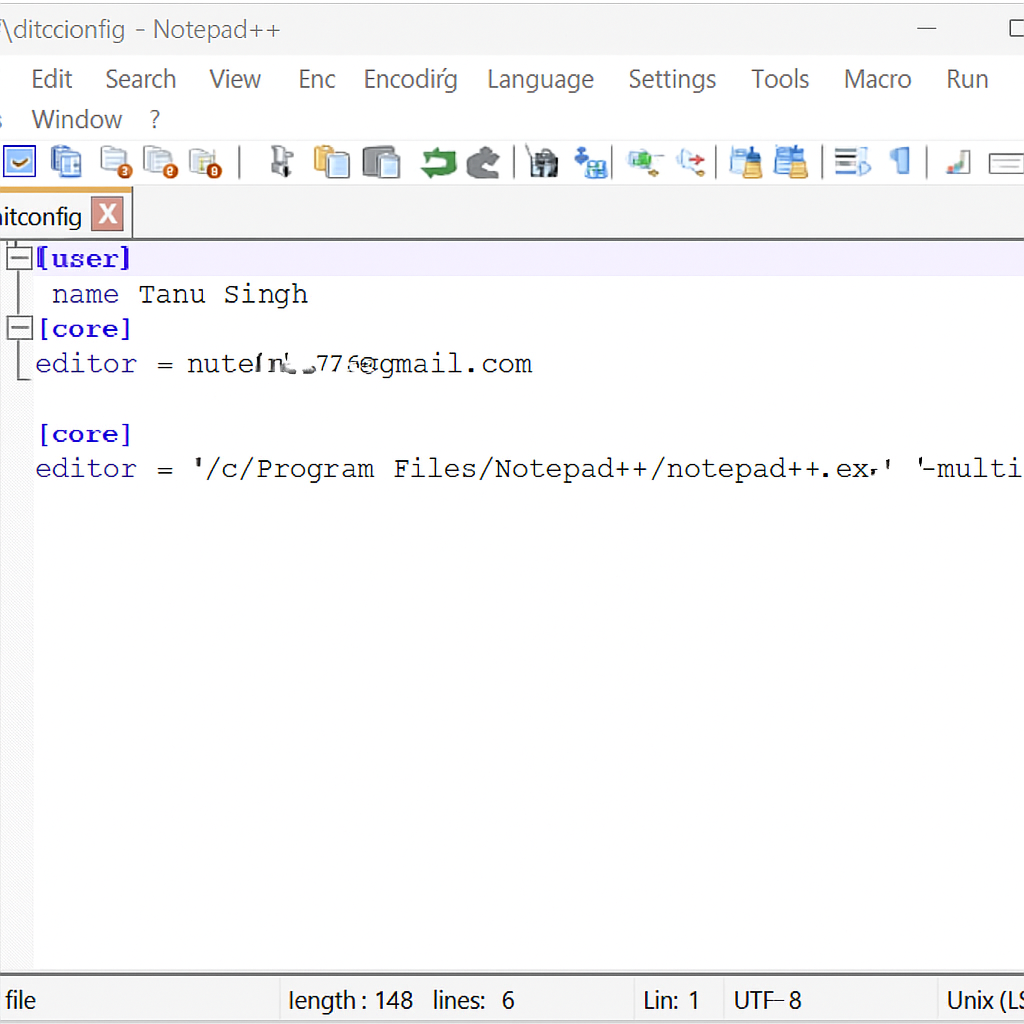 \ditccionfig - Notepad++
Edit Search View Enc Encodirg Language Settings Tools Macro Run
Window ?
itconfig X
[user]
name Tanu Singh
[core]
editor = @gmail.com
[core]
editor = '/c/Program Files/Notepad++/notepad++.ex.' '-multi
file length : 148 lines: 6 Lin: 1 UTF-8 Unix (LS